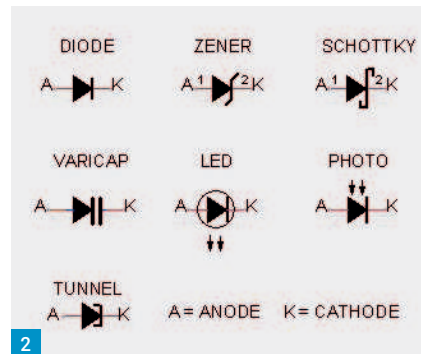 DIODE ZENER SCHOTTKY
A K A 1 2 K A 1 2 K
VARICAP LED PHOTO
A K A K A K
TUNNEL
A K A = ANODE K = CATHODE
2